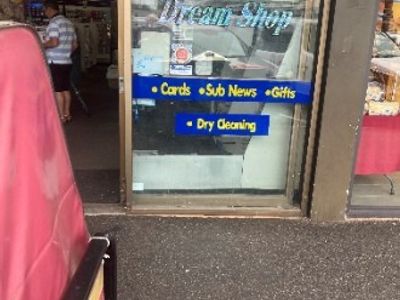 Dream Shop
• Cards • Sub News • Gifts
• Dry Cleaning